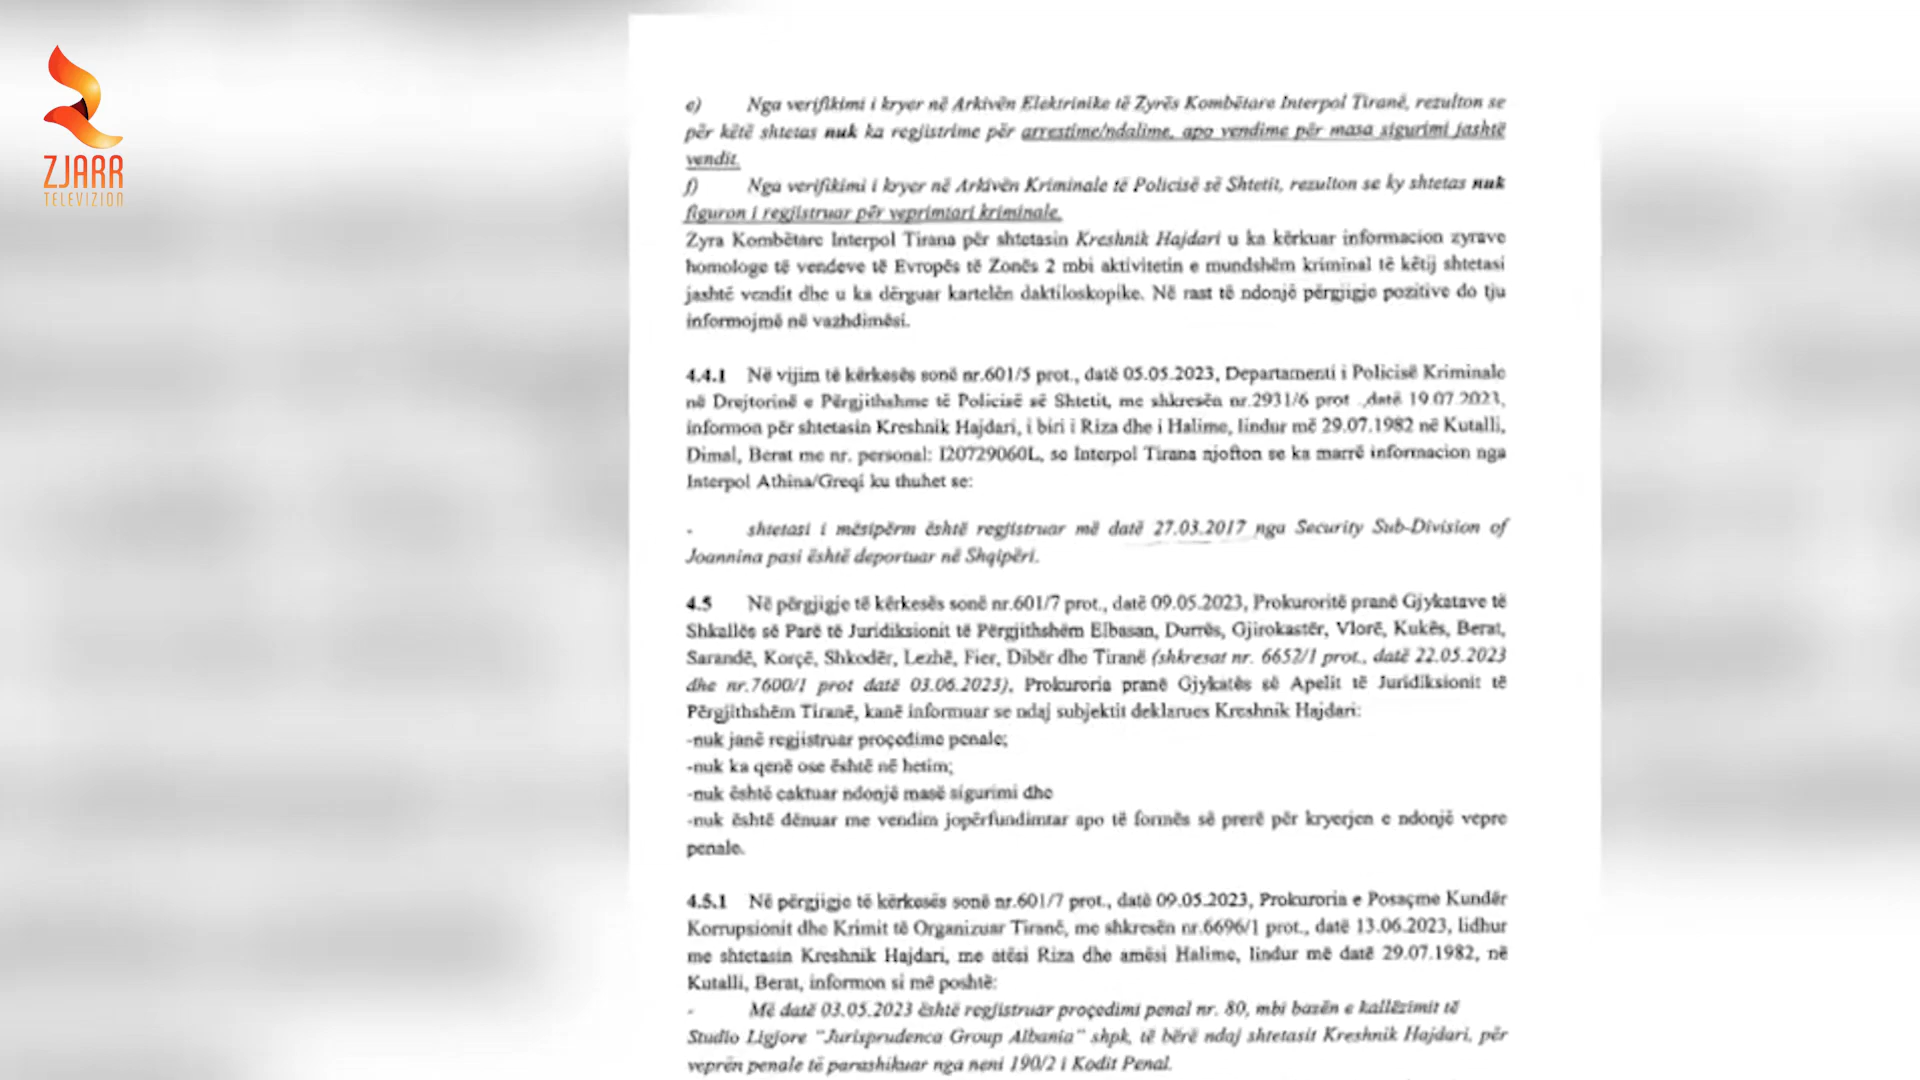 ZJARR
TELEVIZION
e) Nga verifikimi i kryer në Arkivën Elektrinike të Zyrës Kombëtare Interpol Tiranë, rezulton se
për këtë shtetas nuk ka regjistrime për arrestime/ndalime, apo vendime për masa sigurimi jashtë
vendit.
f) Nga verifikimi i kryer në Arkivën Kriminale të Policisë së Shtetit, rezulton se ky shtetas nuk
figuron i regjistruar për veprimtari kriminale.
Zyra Kombëtare Interpol Tirana për shtetasin Kreshnik Hajdari u ka kërkuar informacion zyrave
homologe të vendeve të Evropës të Zonës 2 mbi aktivitetin e mundshëm kriminal të këtij shtetasi
jashtë vendit dhe u ka dërguar kartelën daktiloskopike. Në rast të ndonjë përgjigje pozitive do tju
informojmë në vazhdimësi.
4.4.1 Në vijim të kërkesës sonë nr.601/5 prot., datë 05.05.2023, Departamenti i Policisë Kriminale
në Drejtorinë e Përgjithshme të Policisë së Shtetit, me shkresën nr.2931/6 prot .,datë 19.07.2023,
informon për shtetasin Kreshnik Hajdari, i biri i Riza dhe i Halime, lindur më 29.07.1982 në Kutalli,
Dimal, Berat me nr. personal: I20729060L, se Interpol Tirana njofton se ka marrë informacion nga
Interpol Athina/Greqi ku thuhet se:
- shtetasi i mësipërm është regjistruar më datë 27.03.2017 nga Security Sub-Division of
Joannina pasi është deportuar në Shqipëri.
4.5 Në përgjigje të kërkesës sonë nr.601/7 prot., datë 09.05.2023, Prokuroritë pranë Gjykatave të
Shkallës së Parë të Juridiksionit të Përgjithshëm Elbasan, Durrës, Gjirokastër, Vlorë, Kukës, Berat,
Sarandë, Korçë, Shkodër, Lezhë, Fier, Dibër dhe Tiranë (shkresat nr. 6652/1 prot., datë 22.05.2023
dhe nr.7600/1 prot datë 03.06.2023), Prokuroria pranë Gjykatës së Apelit të Juridiksionit të
Përgjithshëm Tiranë, kanë informuar se ndaj subjektit deklarues Kreshnik Hajdari:
-nuk janë regjistruar proçedime penale;
-nuk ka qenë ose është në hetim;
-nuk është caktuar ndonjë masë sigurimi dhe
-nuk është dënuar me vendim jopërfundimtar apo të formës së prerë për kryerjen e ndonjë vepre
penale.
4.5.1 Në përgjigje të kërkesës sonë nr.601/7 prot., datë 09.05.2023, Prokuroria e Posaçme Kundër
Korrupsionit dhe Krimit të Organizuar Tiranë, me shkresën nr.6696/1 prot., datë 13.06.2023, lidhur
me shtetasin Kreshnik Hajdari, me atësi Riza dhe amësi Halime, lindur më datë 29.07.1982, në
Kutalli, Berat, informon si më poshtë:
- Më datë 03.05.2023 është regjistruar proçedimi penal nr. 80, mbi bazën e kallëzimit të
Studio Ligjore "Jurisprudenca Group Albania" shpk, të bërë ndaj shtetasit Kreshnik Hajdari, për
veprën penale të parashikuar nga neni 190/2 i Kodit Penal.